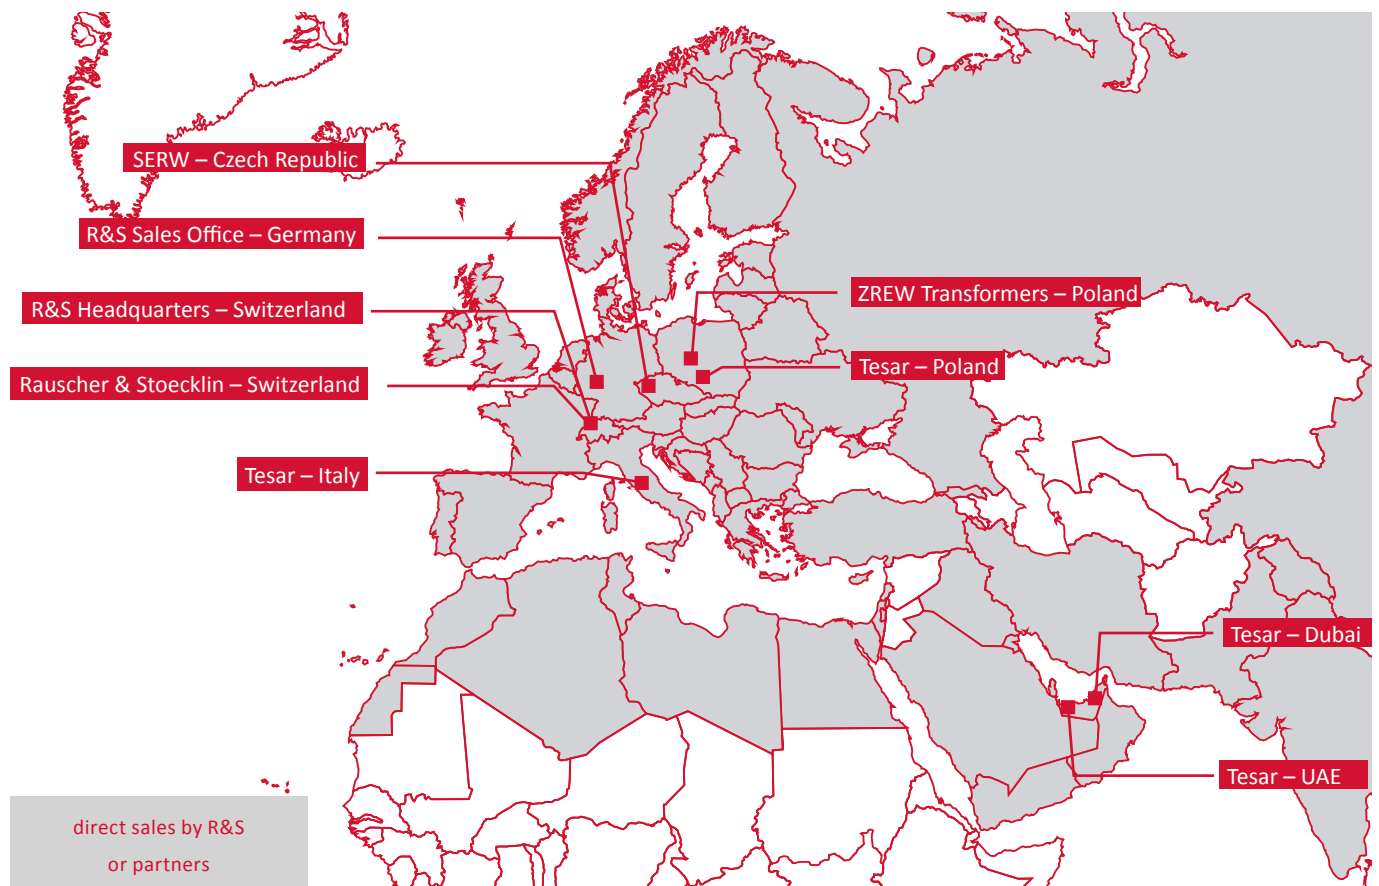 SERW – Czech Republic
R&S Sales Office – Germany
R&S Headquarters – Switzerland
Rauscher & Stoecklin – Switzerland
Tesar – Italy
ZREW Transformers – Poland
Tesar – Poland
Tesar – Dubai
Tesar – UAE
direct sales by R&S
or partners